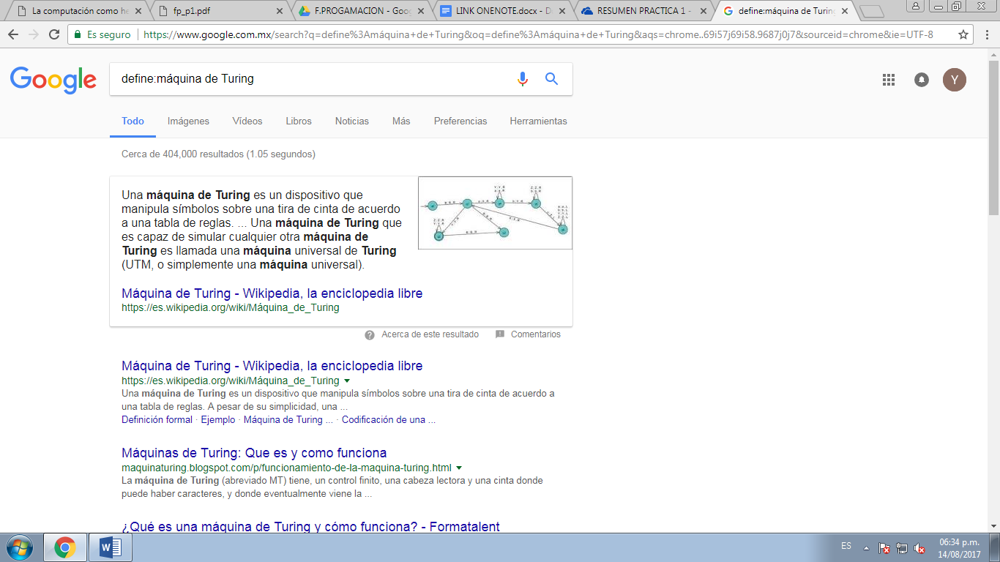 La computación como he
fp_p1.pdf
F.PROGAMACION - Goog
LINK ONENOTE.docx - D
RESUMEN PRACTICA 1 -
define:máquina de Turing
Es seguro
https://www.google.com.mx/search?q=define%3Amáquina+de+Turing&oq=define%3Amáquina+de+Turing&aqs=chrome..69i57j69i58.9687j0j7&sourceid=chrome&ie=UTF-8
Google
define:máquina de Turing
Y
Todo Imágenes Vídeos Libros Noticias Más Preferencias Herramientas
Cerca de 404,000 resultados (1.05 segundos)
Una máquina de Turing es un dispositivo que
manipula símbolos sobre una tira de cinta de acuerdo
a una tabla de reglas. ... Una máquina de Turing que
es capaz de simular cualquier otra máquina de
Turing es llamada una máquina universal de Turing
(UTM, o simplemente una máquina universal).
Máquina de Turing - Wikipedia, la enciclopedia libre
https://es.wikipedia.org/wiki/Máquina_de_Turing
Acerca de este resultado Comentarios
Máquina de Turing - Wikipedia, la enciclopedia libre
https://es.wikipedia.org/wiki/Máquina_de_Turing
Una máquina de Turing es un dispositivo que manipula símbolos sobre una tira de cinta de acuerdo a
una tabla de reglas. A pesar de su simplicidad, una ...
Definición formal · Ejemplo · Máquina de Turing ... · Codificación de una ...
Máquinas de Turing: Que es y como funciona
maquinaturing.blogspot.com/p/funcionamiento-de-la-maquina-turing.html
La máquina de Turing (abreviado MT) tiene, un control finito, una cabeza lectora y una cinta donde
puede haber caracteres, y donde eventualmente viene la ...
¿Qué es una máquina de Turing y cómo funciona? - Formatalent
ES
06:34 p.m.
14/08/2017